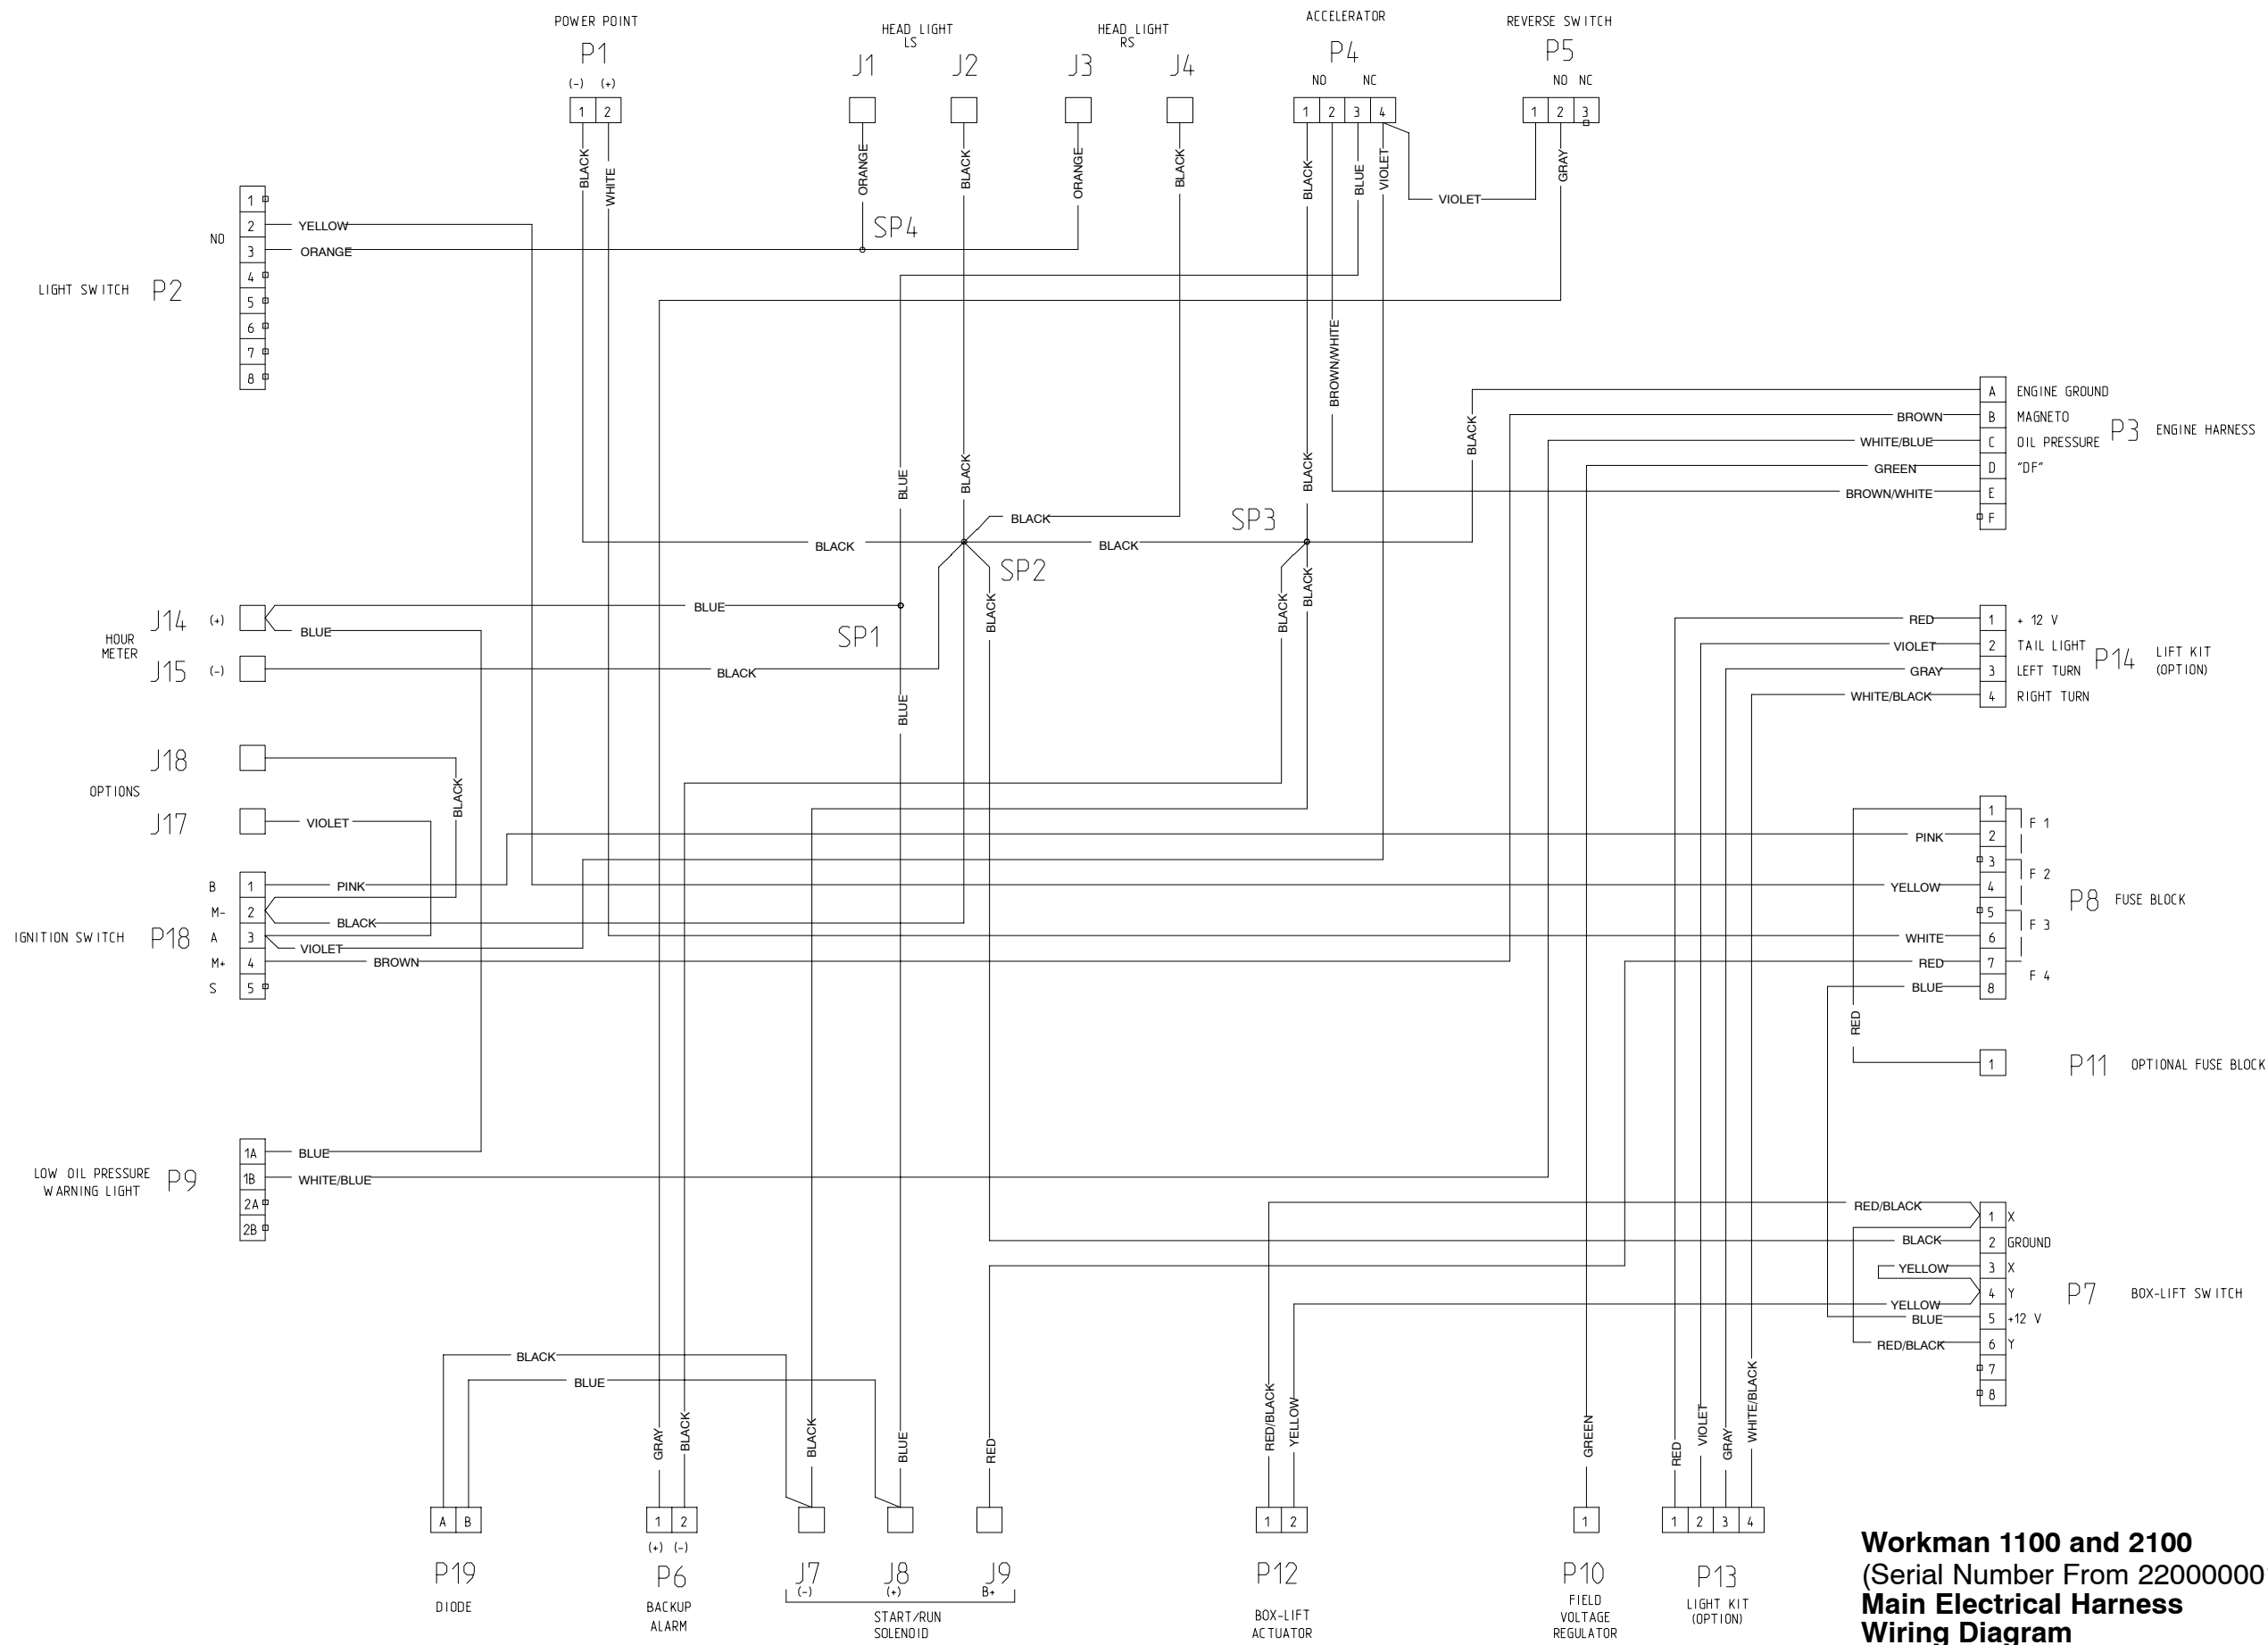 POWER POINT
P1
(-) (+)
1 2
BLACK
WHITE
HEAD LIGHT
LS
J1 J2
ORANGE
BLACK
HEAD LIGHT
RS
J3 J4
ORANGE
BLACK
ACCELERATOR
P4
NO NC
1 2 3 4
BLACK
BLUE
VIOLET
REVERSE SWITCH
P5
NO NC
1 2 3
GRAY
VIOLET
SP4
LIGHT SWITCH P2
NO
1
2 YELLOW
3 ORANGE
4
5
6
7
8
BROWN/WHITE
BLACK
BLUE
BLACK
BLACK
BLACK
BLACK
BLACK
SP3
SP2
BLACK
BLACK
BLACK
BROWN A ENGINE GROUND
B MAGNETO
WHITE/BLUE C OIL PRESSURE
GREEN D "DF"
BROWN/WHITE E
F
P3 ENGINE HARNESS
HOUR
METER
J14 (+)
BLUE
BLUE
SP1
J15 (-)
BLACK
BLUE
RED 1 + 12 V
VIOLET 2 TAIL LIGHT
GRAY 3 LEFT TURN
WHITE/BLACK 4 RIGHT TURN
P14 LIFT KIT
(OPTION)
J18
BLACK
OPTIONS
J17
VIOLET
IGNITION SWITCH P18
B 1 PINK
M- 2 BLACK
A 3 VIOLET
M+ 4 BROWN
S 5
1
F 1
PINK 2
3
F 2
YELLOW 4
5
F 3
WHITE 6
RED 7
F 4
BLUE 8
P8 FUSE BLOCK
RED
1
P11 OPTIONAL FUSE BLOCK
LOW OIL PRESSURE
WARNING LIGHT
P9
1A BLUE
1B WHITE/BLUE
2A
2B
RED/BLACK 1 X
BLACK 2 GROUND
YELLOW 3 X
4 Y
YELLOW
BLUE 5 +12 V
RED/BLACK 6 Y
7
8
P7 BOX-LIFT SWITCH
BLACK
BLUE
GRAY
BLACK
BLACK
BLUE
RED
RED/BLACK
YELLOW
GREEN
RED
VIOLET
GRAY
WHITE/BLACK
A B
P19
DIODE
1 2
(+) (-)
P6
BACKUP
ALARM
J7 J8 J9
(-) (+) B+
START/RUN
SOLENOID
1 2
P12
BOX-LIFT
ACTUATOR
1
P10
FIELD
VOLTAGE
REGULATOR
1 2 3 4
P13
LIGHT KIT
(OPTION)
Workman 1100 and 2100
(Serial Number From 22000000
Main Electrical Harness
Wiring Diagram